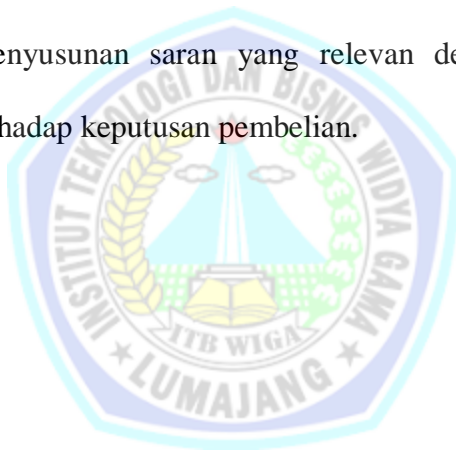 enyusunan saran yang relevan de
hadap keputusan pembelian.
INSTITUT TEKNOLOGI DAN BISNIS WIDYA GAMA
ITB WIGA
LUMAJANG